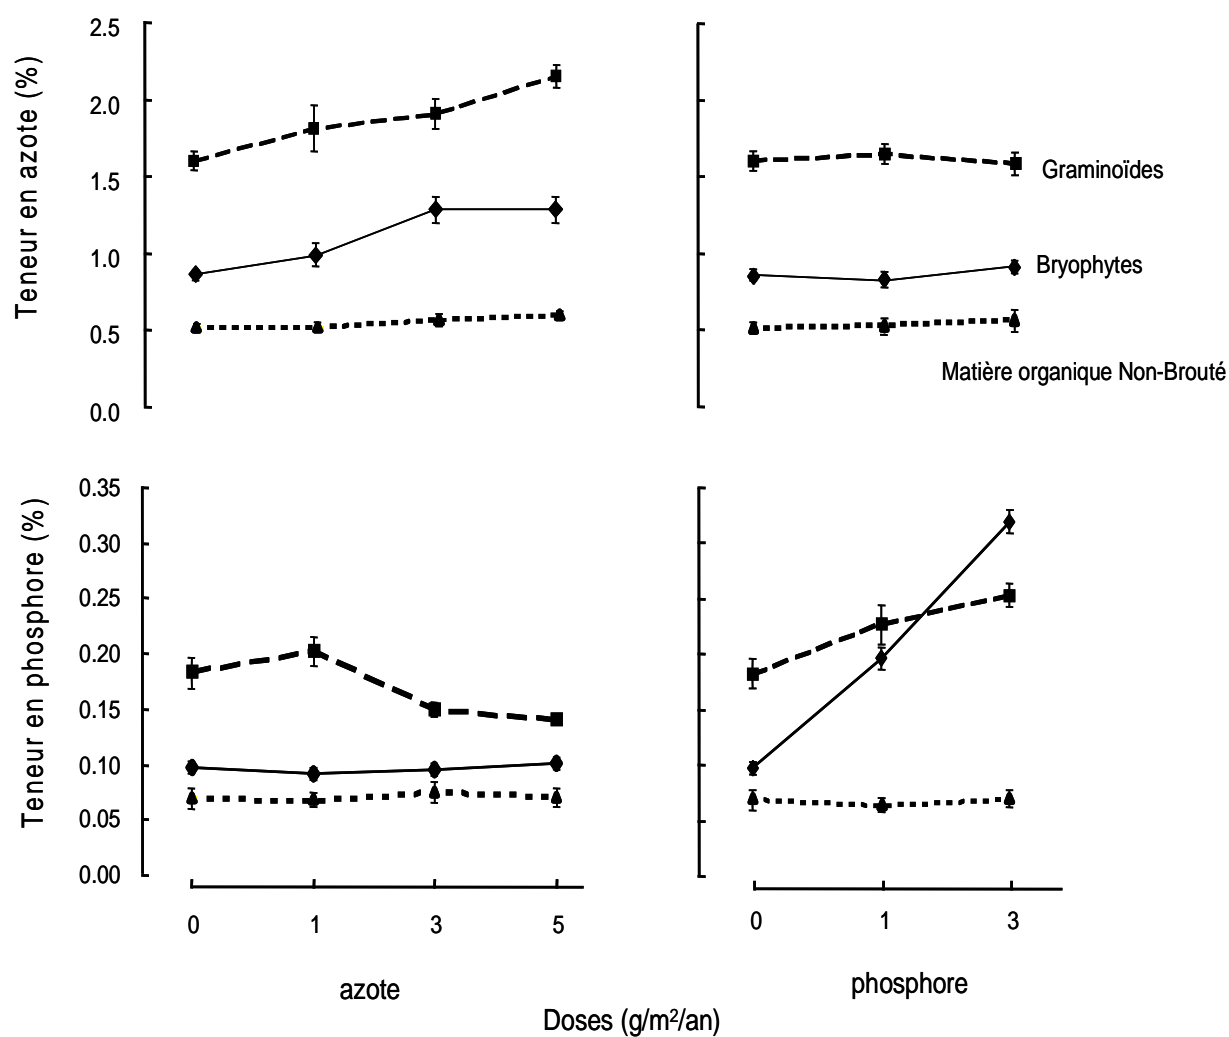 Teneur en azote (%)
2.5
2.0
1.5
1.0
0.5
0.0
Graminoïdes
Bryophytes
Matière organique Non-Brouté
Teneur en phosphore (%)
0.35
0.30
0.25
0.20
0.15
0.10
0.05
0.00
0 1 3 5
0 1 3
azote
phosphore
Doses (g/m²/an)